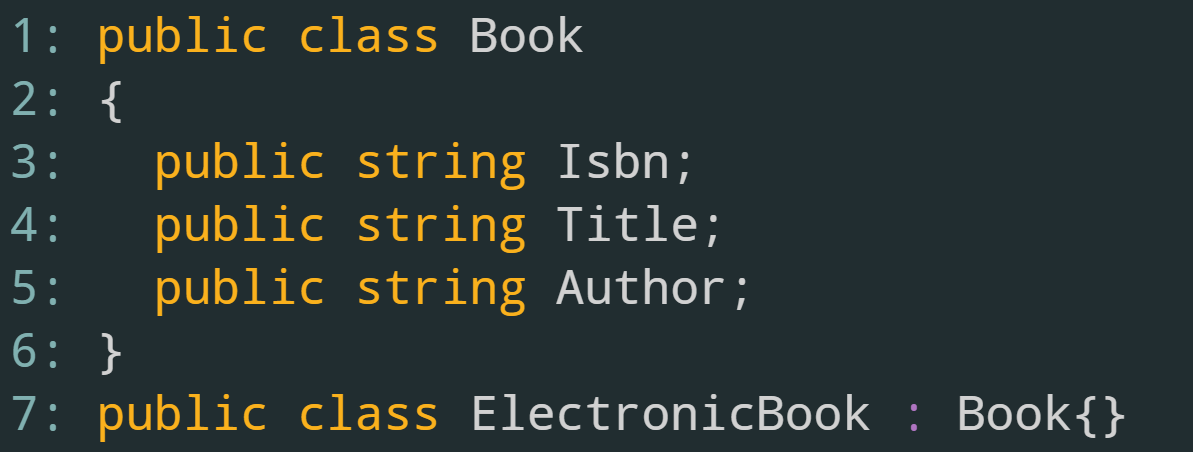 1: public class Book
2: {
3:   public string Isbn;
4:   public string Title;
5:   public string Author;
6: }
7: public class ElectronicBook : Book{}